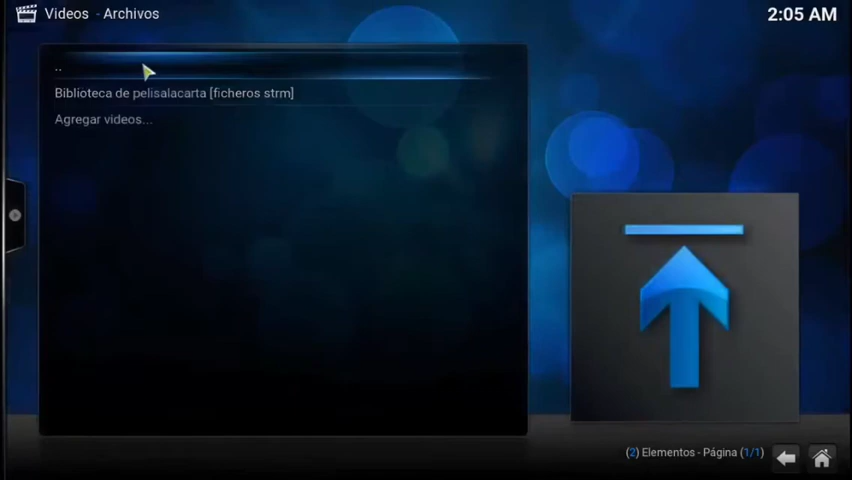 Videos - Archivos
2:05 AM
..
Biblioteca de pelisalacarta [ficheros strm]
Agregar videos...
(2) Elementos - Página (1/1)